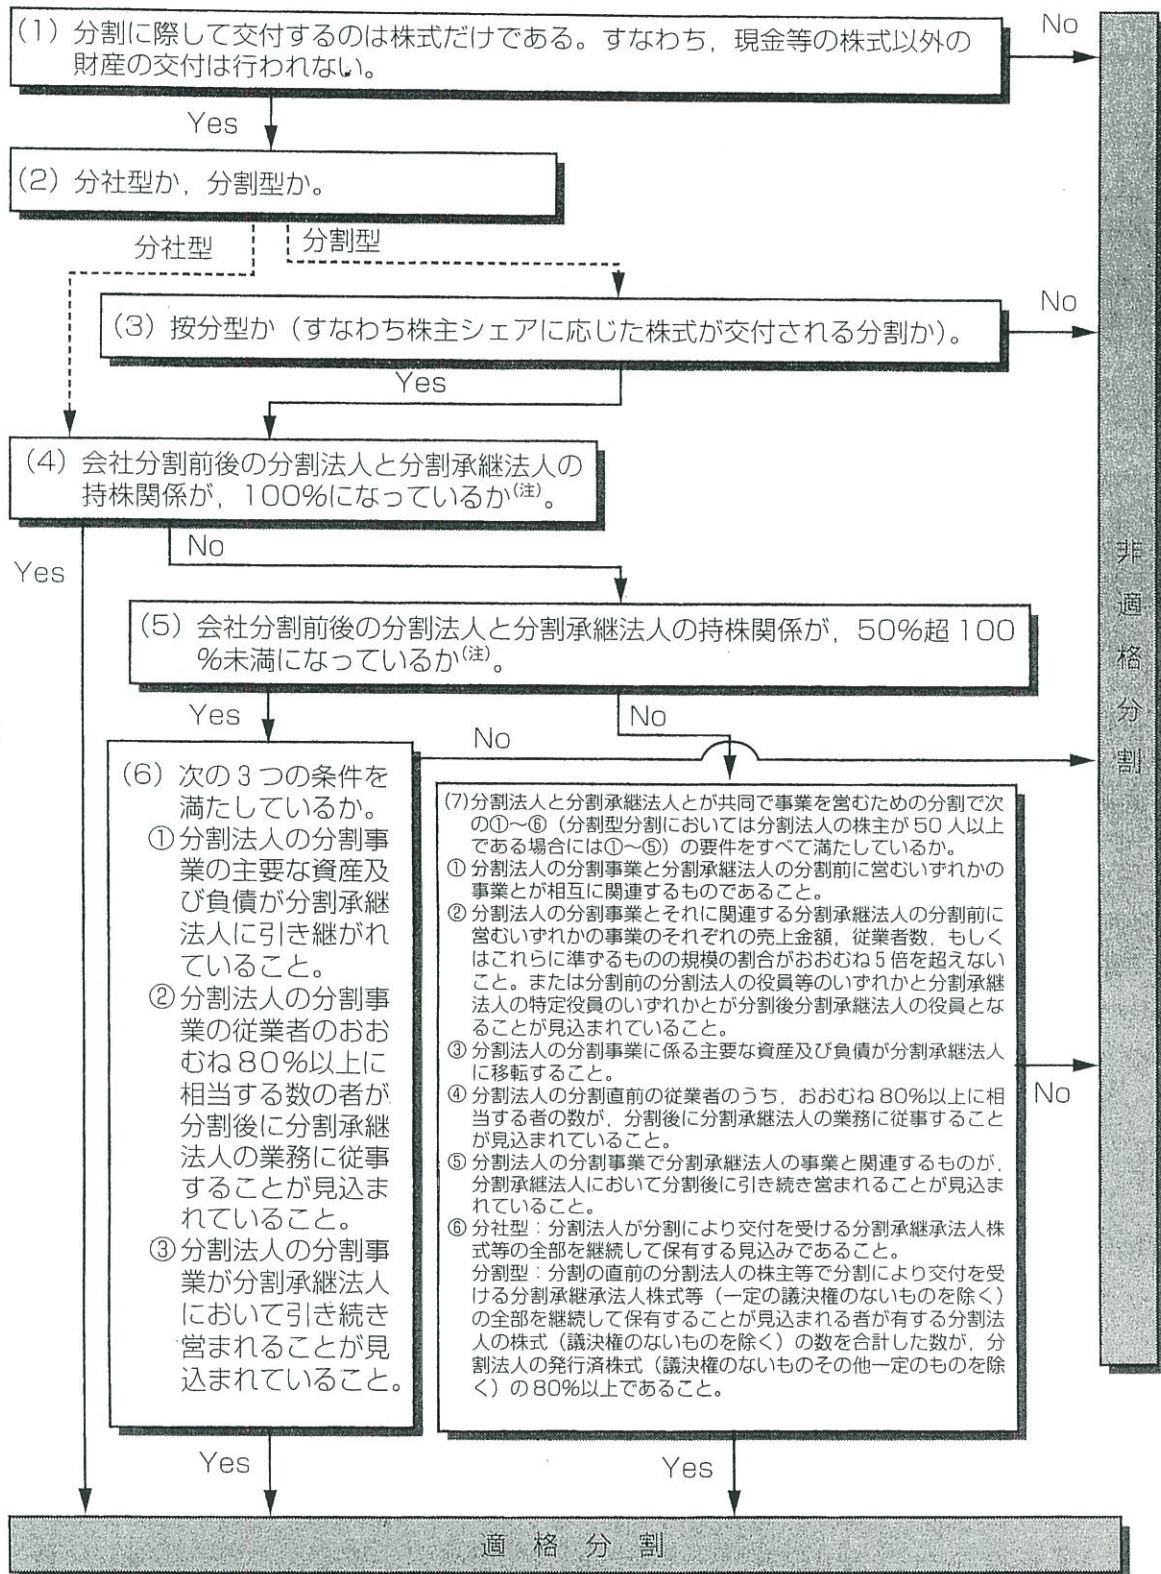 (1) 分割に際して交付するのは株式だけである。すなわち，現金等の株式以外の
財産の交付は行われない。
No
Yes
(2) 分社型か，分割型か。
分社型
分割型
(3) 按分型か（すなわち株主シェアに応じた株式が交付される分割か）。
No
Yes
(4) 会社分割前後の分割法人と分割承継法人の
持株関係が，100％になっているか(注)。
Yes
No
(5) 会社分割前後の分割法人と分割承継法人の持株関係が，50％超100
％未満になっているか(注)。
Yes
No
(6) 次の3つの条件を
満たしているか。
①分割法人の分割事
業の主要な資産及
び負債が分割承継
法人に引き継がれ
ていること。
②分割法人の分割事
業の従業者のおお
むね80％以上に
相当する数の者が
分割後に分割承継
法人の業務に従事
することが見込ま
れていること。
③分割法人の分割事
業が分割承継法人
において引き続き
営まれることが見
込まれていること。
No
Yes
(7)分割法人と分割承継法人とが共同で事業を営むための分割で次
の①～⑥（分割型分割においては分割法人の株主が50人以上
である場合には①～⑤）の要件をすべて満たしているか。
① 分割法人の分割事業と分割承継法人の分割前に営むいずれかの
事業とが相互に関連するものであること。
② 分割法人の分割事業とそれに関連する分割承継法人の分割前に
営むいずれかの事業のそれぞれの売上金額，従業者数，もしく
はこれらに準ずるものの規模の割合がおおむね5倍を超えない
こと。または分割前の分割法人の役員等のいずれかと分割承継
法人の特定役員のいずれかとが分割後分割承継法人の役員とな
ることが見込まれていること。
③ 分割法人の分割事業に係る主要な資産及び負債が分割承継法人
に移転すること。
④ 分割法人の分割直前の従業者のうち，おおむね80％以上に相
当する者の数が，分割後に分割承継法人の業務に従事すること
が見込まれていること。
⑤ 分割法人の分割事業で分割承継法人の事業と関連するものが，
分割承継法人において分割後に引き続き営まれることが見込ま
れていること。
⑥ 分社型：分割法人が分割により交付を受ける分割承継承法人株
式等の全部を継続して保有する見込みであること。
分割型：分割の直前の分割法人の株主等で分割により交付を受
ける分割承継承法人株式等（一定の議決権のないものを除く）
の全部を継続して保有することが見込まれる者が有する分割法
人の株式（議決権のないものを除く）の数を合計した数が，分
割法人の発行済株式（議決権のないものその他一定のものを除
く）の80％以上であること。
No
Yes
非適格分割
適格分割